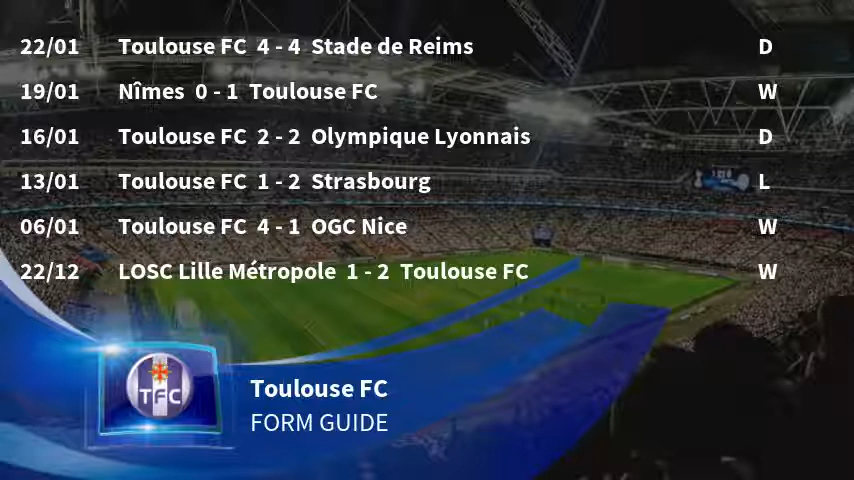 22/01 Toulouse FC 4 - 4 Stade de Reims D
19/01 Nîmes 0 - 1 Toulouse FC W
16/01 Toulouse FC 2 - 2 Olympique Lyonnais D
13/01 Toulouse FC 1 - 2 Strasbourg L
06/01 Toulouse FC 4 - 1 OGC Nice W
22/12 LOSC Lille Métropole 1 - 2 Toulouse FC W
TFC
Toulouse FC
FORM GUIDE